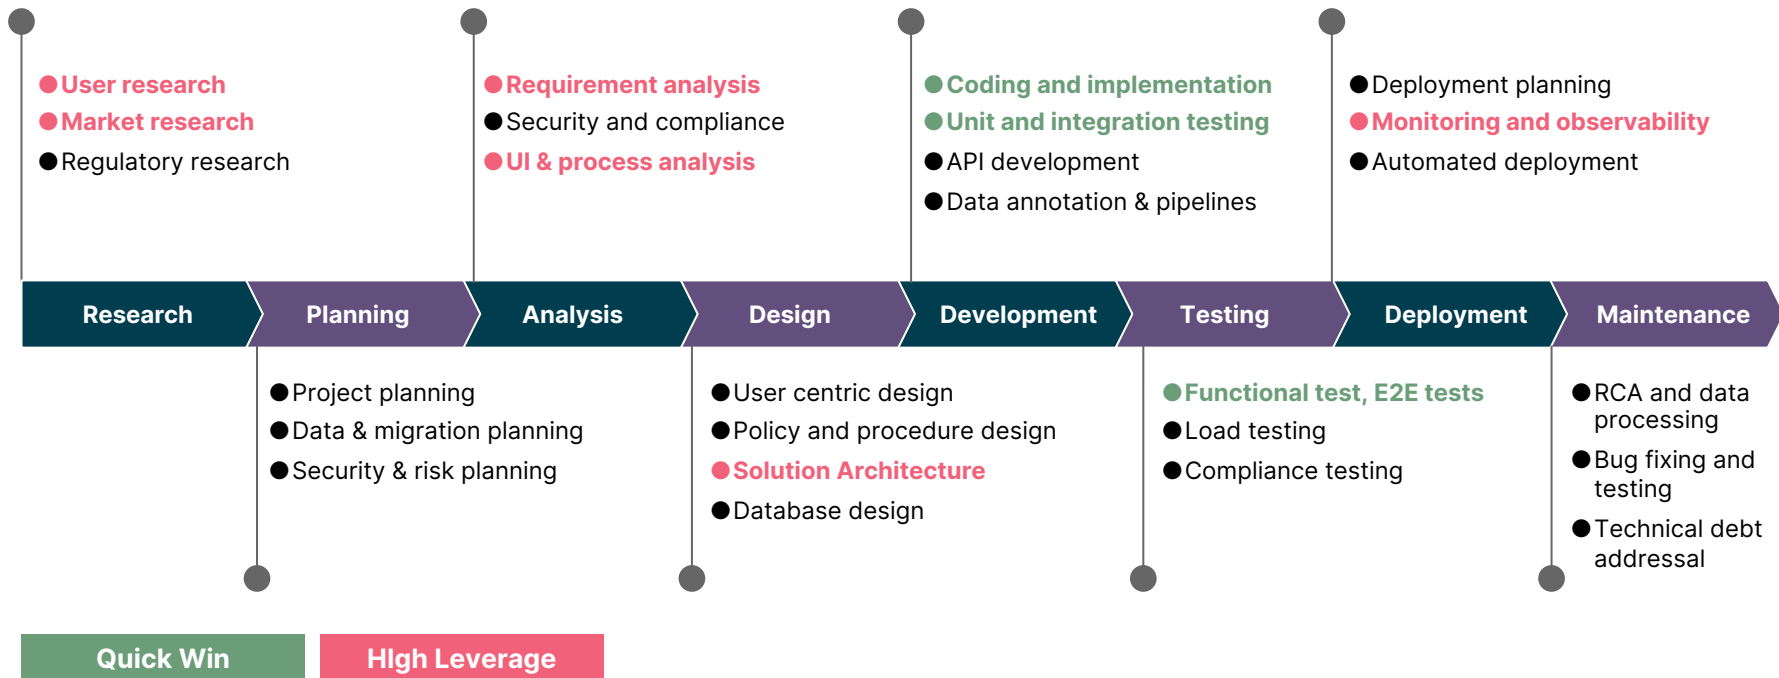 User research
Market research
Regulatory research
Requirement analysis
Security and compliance
UI & process analysis
Coding and implementation
Unit and integration testing
API development
Data annotation & pipelines
Deployment planning
Monitoring and observability
Automated deployment
Research
Planning
Analysis
Design
Development
Testing
Deployment
Maintenance
Project planning
Data & migration planning
Security & risk planning
User centric design
Policy and procedure design
Solution Architecture
Database design
Functional test, E2E tests
Load testing
Compliance testing
RCA and data
processing
Bug fixing and
testing
Technical debt
addressal
Quick Win
HIgh Leverage